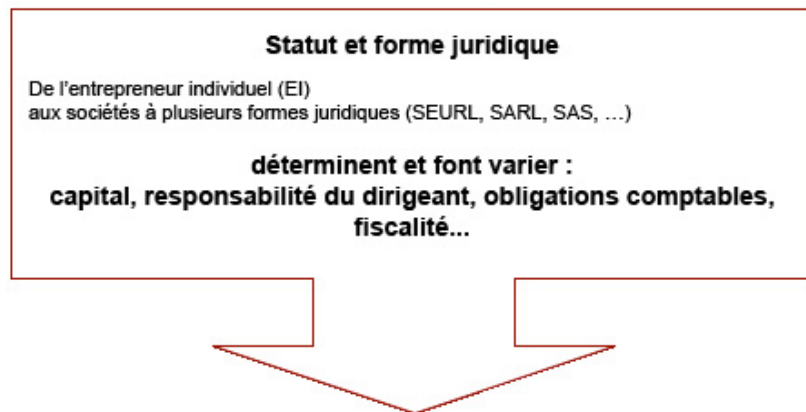 Statut et forme juridique
De l'entrepreneur individuel (EI)
aux sociétés à plusieurs formes juridiques (SEURL, SARL, SAS, …)
déterminent et font varier :
capital, responsabilité du dirigeant, obligations comptables,
fiscalité...